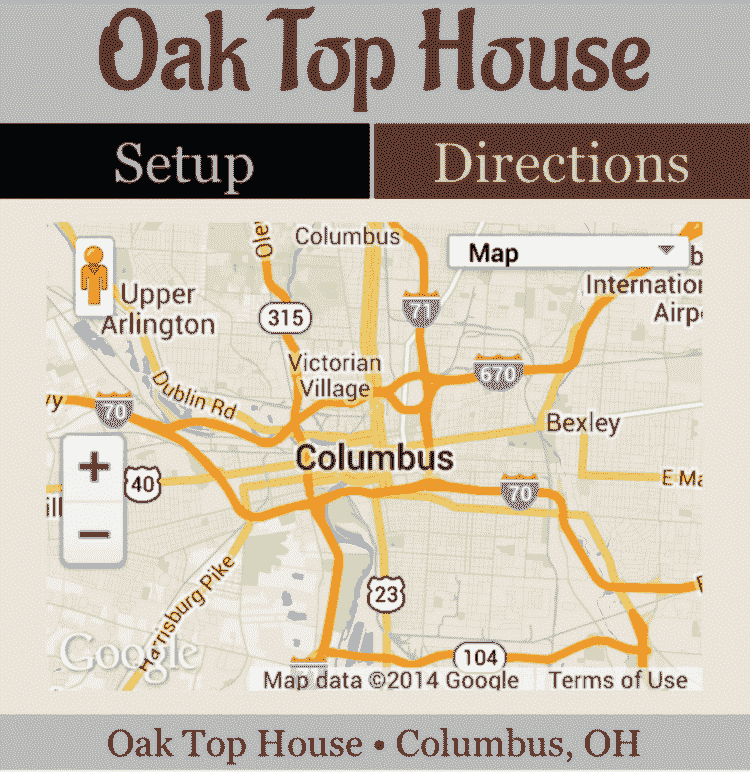 Oak Top House
Setup
Directions
Columbus
Map
Upper
Arlington
315
71
Internation
Victorian
Village
670
Dublin Rd
70
Bexley
Columbus
40
70
23
Harrisburg Pike
104
Google
Map data ©2014 Google
Terms of Use
Oak Top House • Columbus, OH